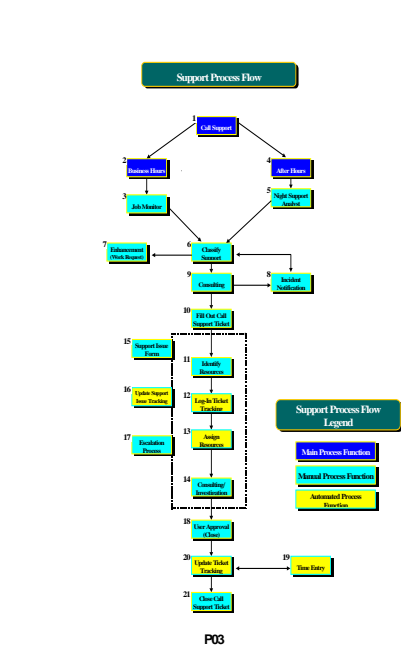 Support Process Flow
1
Call Support
2
Business Hours
4
After Hours
3
Job Monitor
5
Night Support
Analyst
7
Enhancement
(Work Request)
6
Classify
Support
9
Consulting
8
Incident
Notification
10
Fill Out Call
Support Ticket
15
Support Issue
Form
11
Identify
Resources
16
Update Support
Issue Tracking
12
Log-In Ticket
Tracking
13
Assign
Resources
17
Escalation
Process
14
Consulting/
Investigation
Support Process Flow
Legend
Main Process Function
Manual Process Function
Automated Process
Function
18
User Approval
(Close)
20
Update Ticket
Tracking
19
Time Entry
21
Close Call
Support Ticket
P03